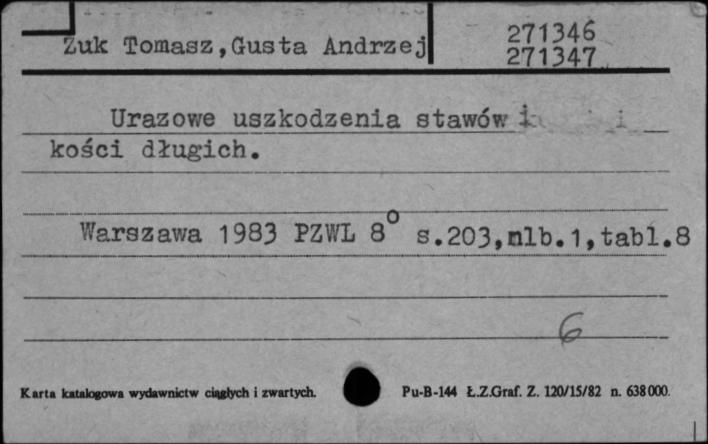 Żuk Tomasz,Gusta Andrzej
271346
271347
Urazowe uszkodzenia stawów i
kości długich.
Warszawa 1983 PZWL 8° s.203,nlb.1,tabl.8
6
Karta katalogowa wydawnictw ciągłych i zwartych.
Pu-B-144 Ł.Z.Graf. Z. 120/15/82 n. 638000.